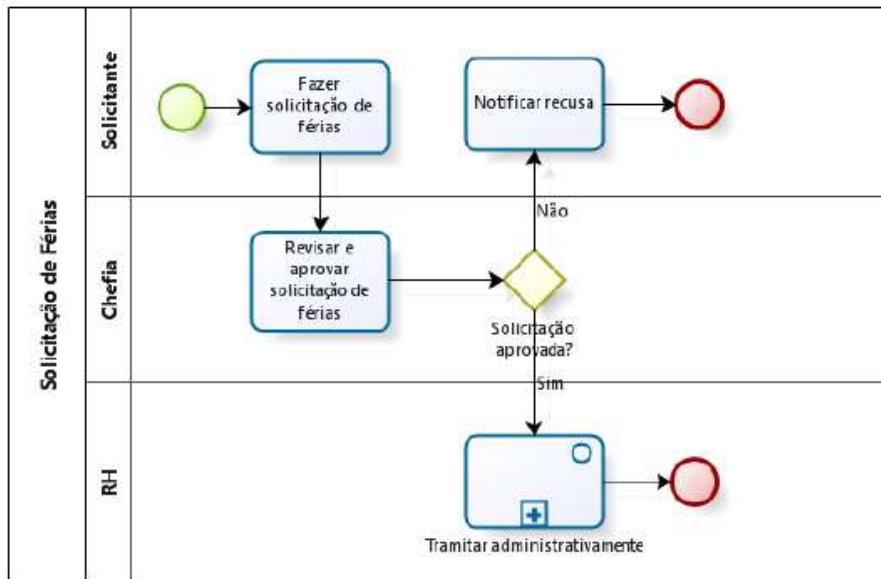 Solicitação de Férias
Solicitante
Fazer
solicitação de
férias
Notificar recusa
Chefia
Revisar e
aprovar
solicitação de
férias
Não
Solicitação
aprovada?
Sim
RH
Tramitar administrativamente